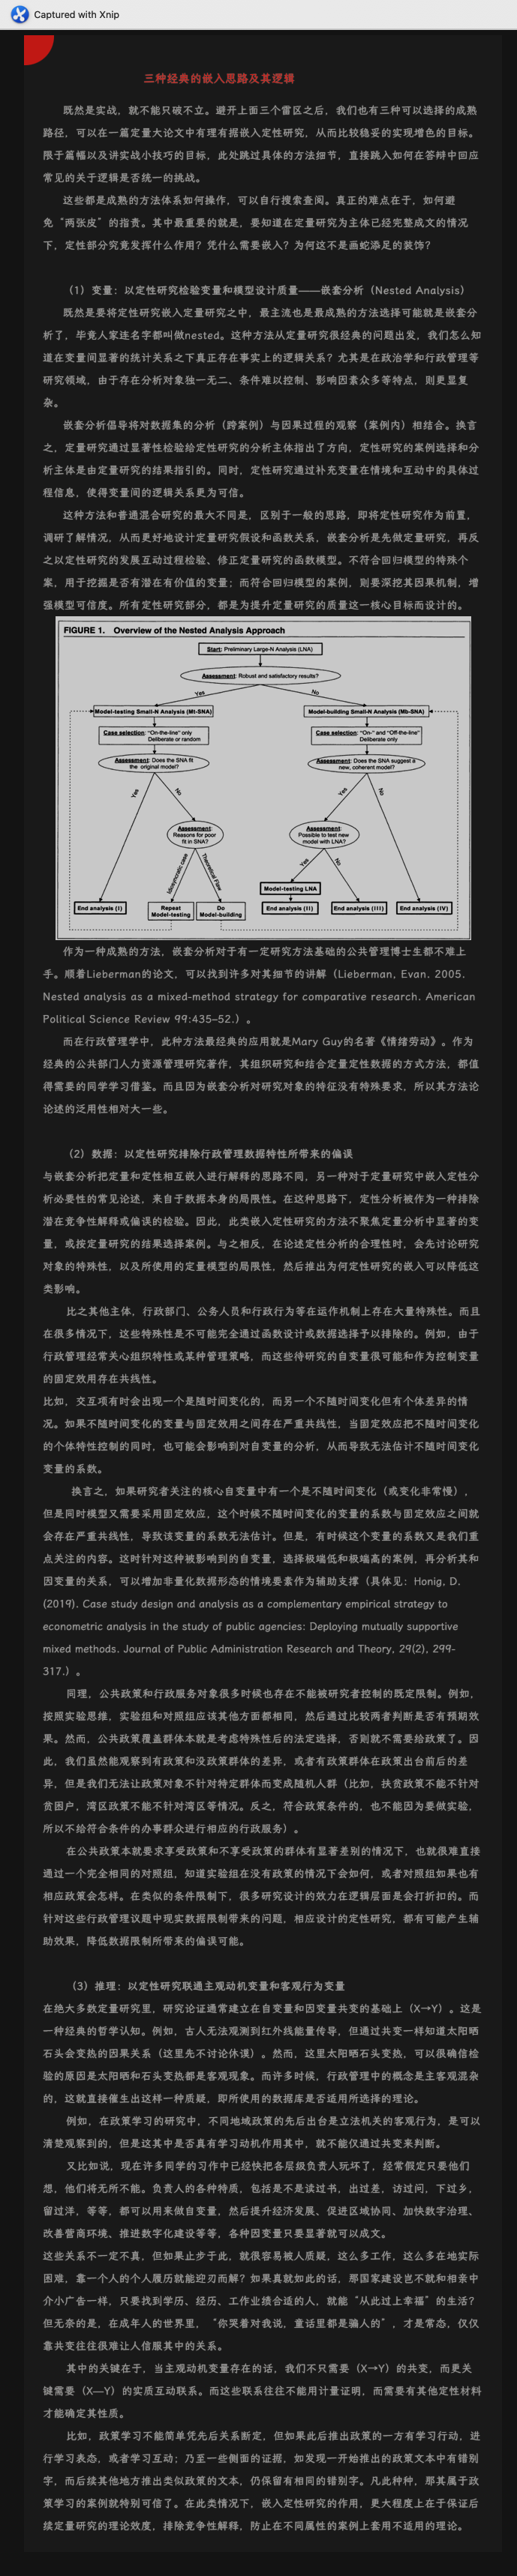 Captured with Xnip
三种经典的嵌入思路及其逻辑
既然是实战，就不能只破不立。避开上面三个雷区之后，我们也有三种可以选择的成熟
路径，可以在一篇定量大论文中有理有据嵌入定性研究，从而比较稳妥的实现增色的目标。
限于篇幅以及讲实战小技巧的目标，此处跳过具体的方法细节，直接跳入如何在答辩中回应
常见的关于逻辑是否统一的挑战。
这些都是成熟的方法体系如何操作，可以自行搜索查阅。真正的难点在于，如何避
免“两张皮”的指责。其中最重要的就是，要知道在定量研究为主体已经完整成文的情况
下，定性部分究竟发挥什么作用？凭什么需要嵌入？为何这不是画蛇添足的装饰？
（1）变量：以定性研究检验变量和模型设计质量——嵌套分析（Nested Analysis）
既然是要将定性研究嵌入定量研究之中，最主流也是最成熟的方法选择可能就是嵌套分
析了，毕竟人家连名字都叫做nested。这种方法从定量研究很经典的问题出发，我们怎么知
道在变量间显著的统计关系之下真正存在事实上的逻辑关系？尤其是在政治学和行政管理等
研究领域，由于存在分析对象独一无二、条件难以控制、影响因素众多等特点，则更显复
杂。
嵌套分析倡导将对数据集的分析（跨案例）与因果过程的观察（案例内）相结合。换言
之，定量研究通过显著性检验给定性研究的分析主体指出了方向，定性研究的案例选择和分
析主体是由定量研究的结果指引的。同时，定性研究通过补充变量在情境和互动中的具体过
程信息，使得变量间的逻辑关系更为可信。
这种方法和普通混合研究的最大不同是，区别于一般的思路，即将定性研究作为前置，
调研了解情况，从而更好地设计定量研究假设和函数关系，嵌套分析是先做定量研究，再反
之以定性研究的发展互动过程检验、修正定量研究的函数模型。不符合回归模型的特殊个
案，用于挖掘是否有潜在有价值的变量；而符合回归模型的案例，则要深挖其因果机制，增
强模型可信度。所有定性研究部分，都是为提升定量研究的质量这一核心目标而设计的。
FIGURE 1. Overview of the Nested Analysis Approach
Start: Preliminary Large-N Analysis (LNA)
Assessment: Robust and satisfactory results?
Yes
No
Model-testing Small-N Analysis (Mt-SNA)
Model-building Small-N Analysis (Mb-SNA)
Case selection: "On-the-line" only
Deliberate or random
Case selection: "On-" and "Off-the-line"
Deliberate only
Assessment: Does the SNA fit
the original model?
Assessment: Does the SNA suggest a
new, coherent model?
Yes
No
Yes
No
Assessment:
Reasons for poor
fit in SNA?
Assessment:
Possible to test new
model with LNA?
Idiosyncratic case
Theoretical Flaw
Yes
No
Model-testing LNA
End analysis (I)
Repeat
Model-testing
Do
Model-building
End analysis (II)
End analysis (III)
End analysis (IV)
作为一种成熟的方法，嵌套分析对于有一定研究方法基础的公共管理博士生都不难上
手。顺着Lieberman的论文，可以找到许多对其细节的讲解（Lieberman, Evan. 2005.
Nested analysis as a mixed-method strategy for comparative research. American
Political Science Review 99:435–52.）。
而在行政管理学中，此种方法最经典的应用就是Mary Guy的名著《情绪劳动》。作为
经典的公共部门人力资源管理研究著作，其组织研究和结合定量定性数据的方式方法，都值
得需要的同学学习借鉴。而且因为嵌套分析对研究对象的特征没有特殊要求，所以其方法论
论述的泛用性相对大一些。
（2）数据：以定性研究排除行政管理数据特性所带来的偏误
与嵌套分析把定量和定性相互嵌入进行解释的思路不同，另一种对于定量研究中嵌入定性分
析必要性的常见论述，来自于数据本身的局限性。在这种思路下，定性分析被作为一种排除
潜在竞争性解释或偏误的检验。因此，此类嵌入定性研究的方法不聚焦定量分析中显著的变
量，或按定量研究的结果选择案例。与之相反，在论述定性分析的合理性时，会先讨论研究
对象的特殊性，以及所使用的定量模型的局限性，然后推出为何定性研究的嵌入可以降低这
类影响。
比之其他主体，行政部门、公务人员和行政行为等在运作机制上存在大量特殊性。而且
在很多情况下，这些特殊性是不可能完全通过函数设计或数据选择予以排除的。例如，由于
行政管理经常关心组织特性或某种管理策略，而这些待研究的自变量很可能和作为控制变量
的固定效用存在共线性。
比如，交互项有时会出现一个是随时间变化的，而另一个不随时间变化但有个体差异的情
况。如果不随时间变化的变量与固定效用之间存在严重共线性，当固定效应把不随时间变化
的个体特性控制的同时，也可能会影响到对自变量的分析，从而导致无法估计不随时间变化
变量的系数。
换言之，如果研究者关注的核心自变量中有一个是不随时间变化（或变化非常慢），
但是同时模型又需要采用固定效应，这个时候不随时间变化的变量的系数与固定效应之间就
会存在严重共线性，导致该变量的系数无法估计。但是，有时候这个变量的系数又是我们重
点关注的内容。这时针对这种被影响到的自变量，选择极端低和极端高的案例，再分析其和
因变量的关系，可以增加非量化数据形态的情境要素作为辅助支撑（具体见：Honig, D.
(2019). Case study design and analysis as a complementary empirical strategy to
econometric analysis in the study of public agencies: Deploying mutually supportive
mixed methods. Journal of Public Administration Research and Theory, 29(2), 299-
317.）。
同理，公共政策和行政服务对象很多时候也存在不能被研究者控制的既定限制。例如，
按照实验思维，实验组和对照组应该其他方面都相同，然后通过比较两者判断是否有预期效
果。然而，公共政策覆盖群体本就是考虑特殊性后的法定选择，否则就不需要给政策了。因
此，我们虽然能观察到有政策和没政策群体的差异，或者有政策群体在政策出台前后的差
异，但是我们无法让政策对象不针对特定群体而变成随机人群（比如，扶贫政策不能不针对
贫困户，湾区政策不能不针对湾区等情况。反之，符合政策条件的，也不能因为要做实验，
所以不给符合条件的办事群众进行相应的行政服务）。
在公共政策本就要求享受政策和不享受政策的群体有显著差别的情况下，也就很难直接
通过一个完全相同的对照组，知道实验组在没有政策的情况下会如何，或者对照组如果也有
相应政策会怎样。在类似的条件限制下，很多研究设计的效力在逻辑层面是会打折扣的。而
针对这些行政管理议题中现实数据限制带来的问题，相应设计的定性研究，都有可能产生辅
助效果，降低数据限制所带来的偏误可能。
（3）推理：以定性研究联通主观动机变量和客观行为变量
在绝大多数定量研究里，研究论证通常建立在自变量和因变量共变的基础上（X→Y）。这是
一种经典的哲学认知。例如，古人无法观测到红外线能量传导，但通过共变一样知道太阳晒
石头会变热的因果关系（这里先不讨论休谟）。然而，这里太阳晒石头变热，可以很确信检
验的原因是太阳晒和石头变热都是客观现象。而许多时候，行政管理中的概念是主客观混杂
的，这就直接催生出这样一种质疑，即所使用的数据库是否适用所选择的理论。
例如，在政策学习的研究中，不同地域政策的先后出台是立法机关的客观行为，是可以
清楚观察到的，但是这其中是否真有学习动机作用其中，就不能仅通过共变来判断。
又比如说，现在许多同学的习作中已经快把各层级负责人玩坏了，经常假定只要他们
想，他们将无所不能。负责人的各种特质，包括是不是读过书，出过差，访过问，下过乡，
留过洋，等等，都可以用来做自变量，然后提升经济发展、促进区域协同、加快数字治理、
改善营商环境、推进数字化建设等等，各种因变量只要显著就可以成文。
这些关系不一定不真，但如果止步于此，就很容易被人质疑，这么多工作，这么多在地实际
困难，靠一个人的个人履历就能迎刃而解？如果真就如此的话，那国家建设岂不就和相亲中
介小广告一样，只要找到学历、经历、工作业绩合适的人，就能“从此过上幸福”的生活？
但无奈的是，在成年人的世界里，“你哭着对我说，童话里都是骗人的”，才是常态，仅仅
靠共变往往很难让人信服其中的关系。
其中的关键在于，当主观动机变量存在的话，我们不只需要（X→Y）的共变，而更关
键需要（X—Y）的实质互动联系。而这些联系往往不能用计量证明，而需要有其他定性材料
才能确定其性质。
比如，政策学习不能简单凭先后关系断定，但如果此后推出政策的一方有学习行动，进
行学习表态，或者学习互动；乃至一些侧面的证据，如发现一开始推出的政策文本中有错别
字，而后续其他地方推出类似政策的文本，仍保留有相同的错别字。凡此种种，那其属于政
策学习的案例就特别可信了。在此类情况下，嵌入定性研究的作用，更大程度上在于保证后
续定量研究的理论效度，排除竞争性解释，防止在不同属性的案例上套用不适用的理论。